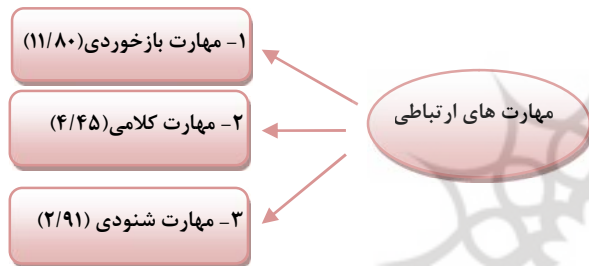 مهارت های ارتباطی
۱- مهارت بازخوردی(۱۱/۸۰)
۲- مهارت کلامی(۴/۴۵)
۳- مهارت شنودی (۲/۹۱)